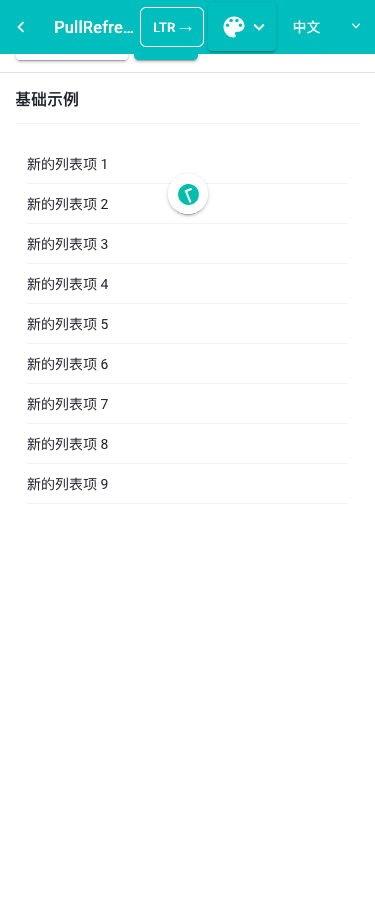 PullRefre…
LTR →
中文
基础示例
新的列表项 1
新的列表项 2
新的列表项 3
新的列表项 4
新的列表项 5
新的列表项 6
新的列表项 7
新的列表项 8
新的列表项 9